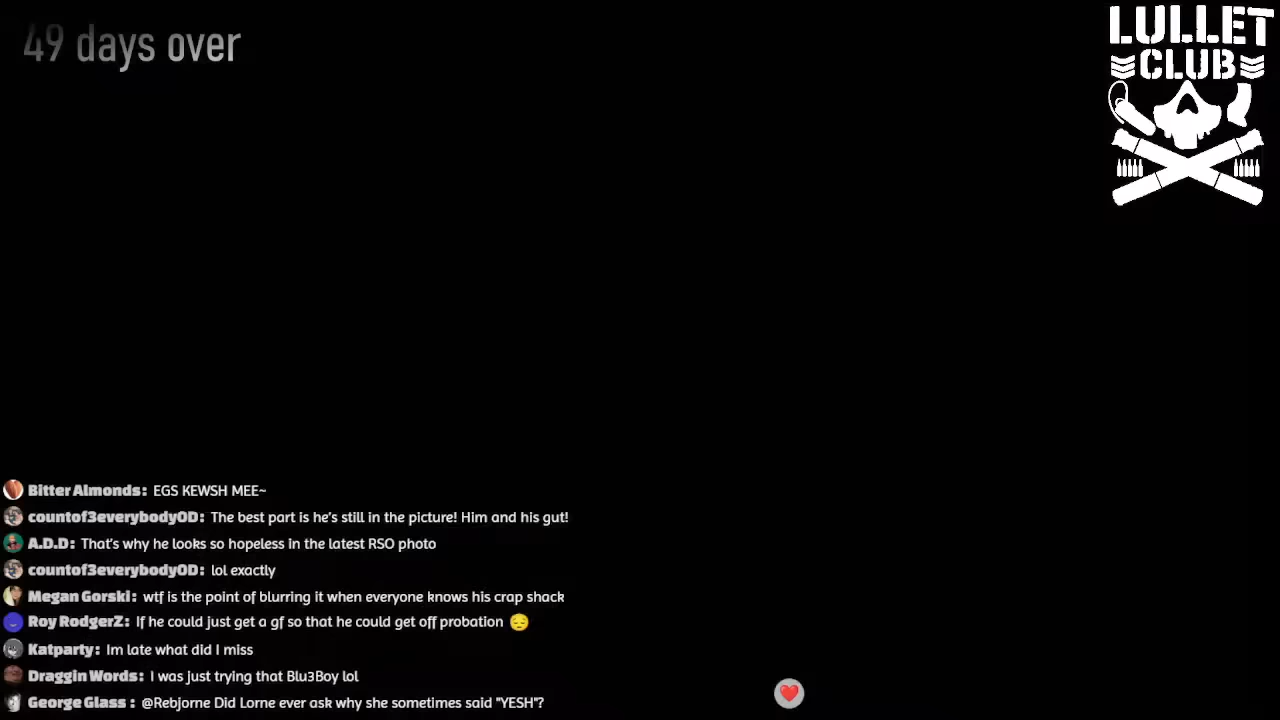 49 days over
LULLET
CLUB
Bitter Almonds: EGS KEWSH MEE~
countof3everybodyOD: The best part is he's still in the picture! Him and his gut!
A.D.D: That's why he looks so hopeless in the latest RSO photo
countof3everybodyOD: lol exactly
Megan Gorski: wtf is the point of blurring it when everyone knows his crap shack
Roy RodgerZ: If he could just get a gf so that he could get off probation 😔
Katparty: Im late what did I miss
Draggin Words: I was just trying that Blu3Boy lol
George Glass : @Rebjorne Did Lorne ever ask why she sometimes said "YESH"?